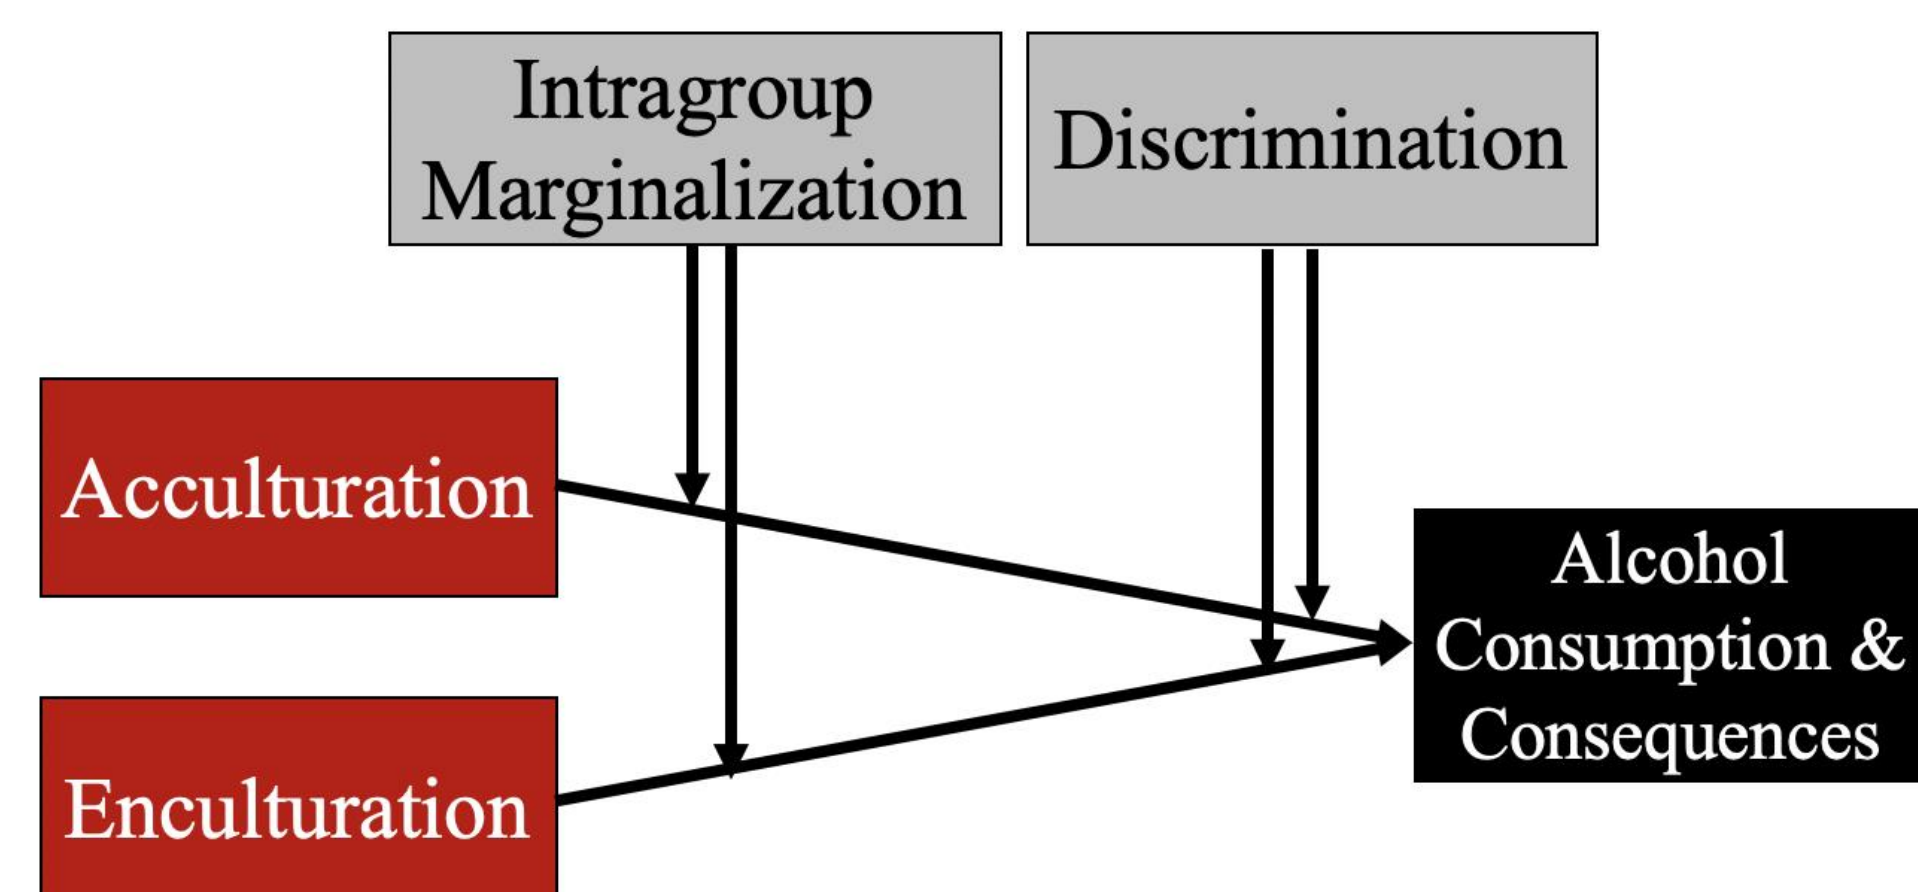 Intragroup
Marginalization
Discrimination
Acculturation
Enculturation
Alcohol
Consumption &
Consequences